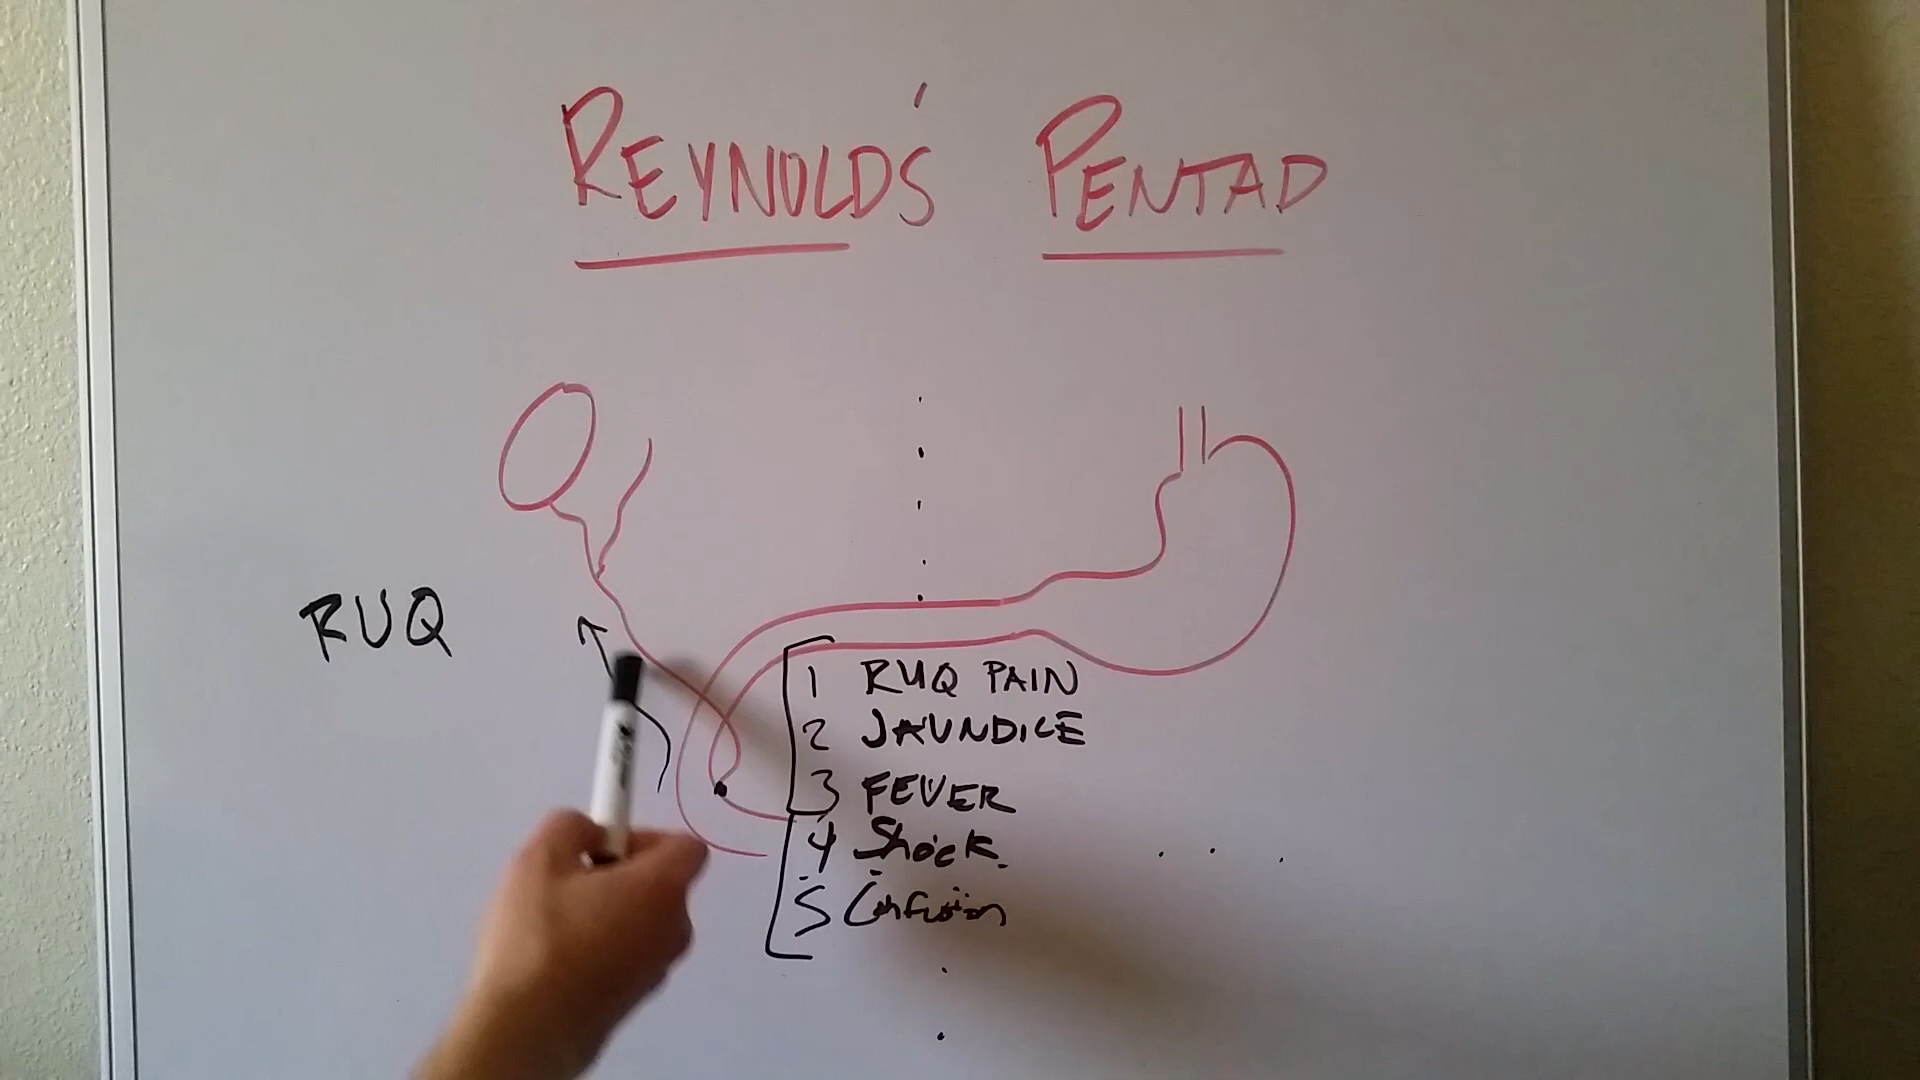 REYNOLDS' PENTAD
RUQ
1 RUQ PAIN
2 JAUNDICE
3 FEVER
4 Shock
5 Confusion